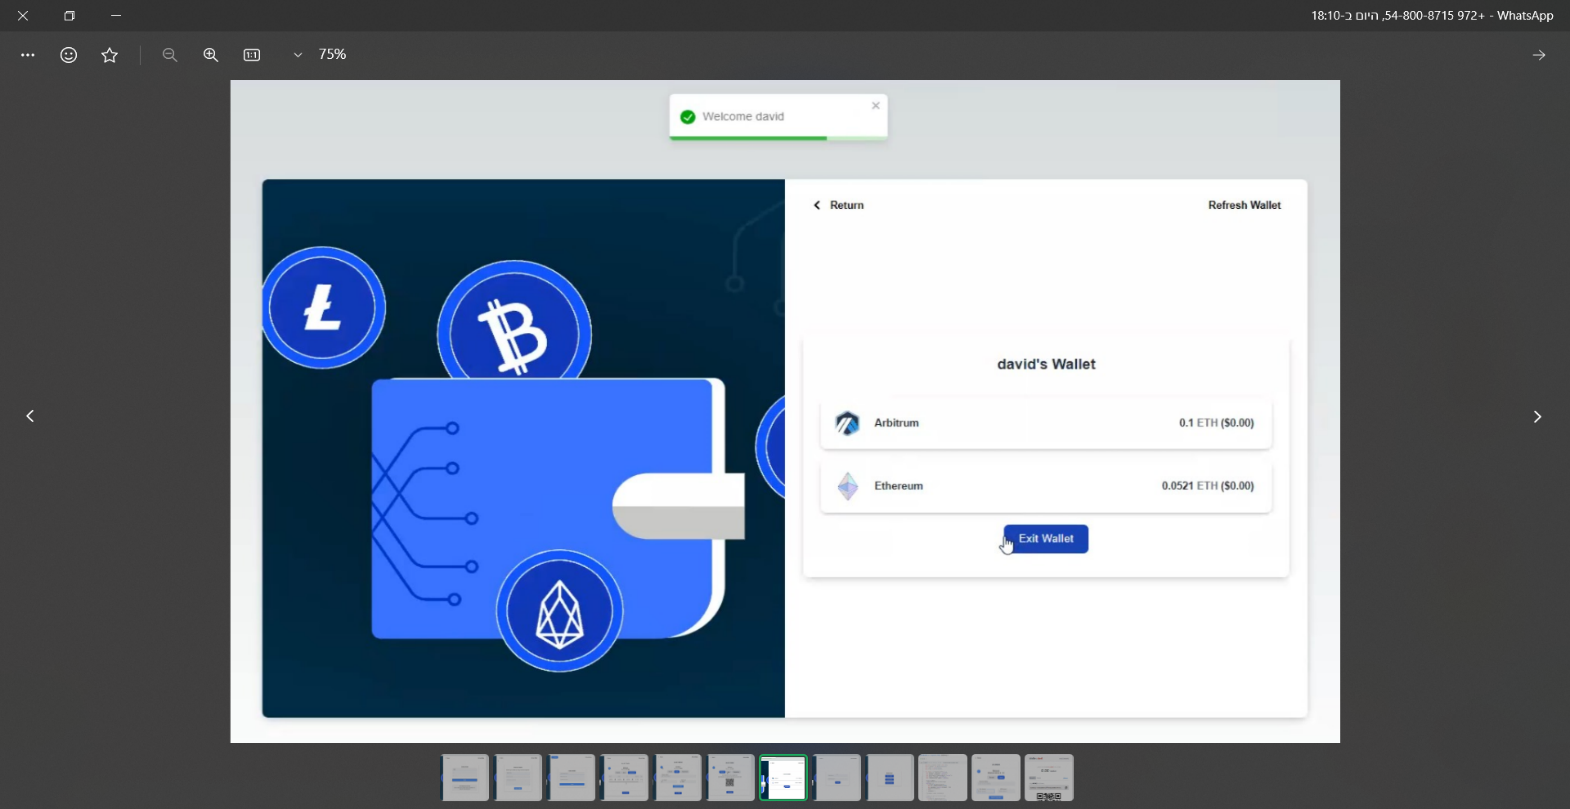 WhatsApp - +972 54-800-8715, היום ב-18:10
75%
Welcome david
Return
Refresh Wallet
david's Wallet
Arbitrum
0.1 ETH ($0.00)
Ethereum
0.0521 ETH ($0.00)
Exit Wallet